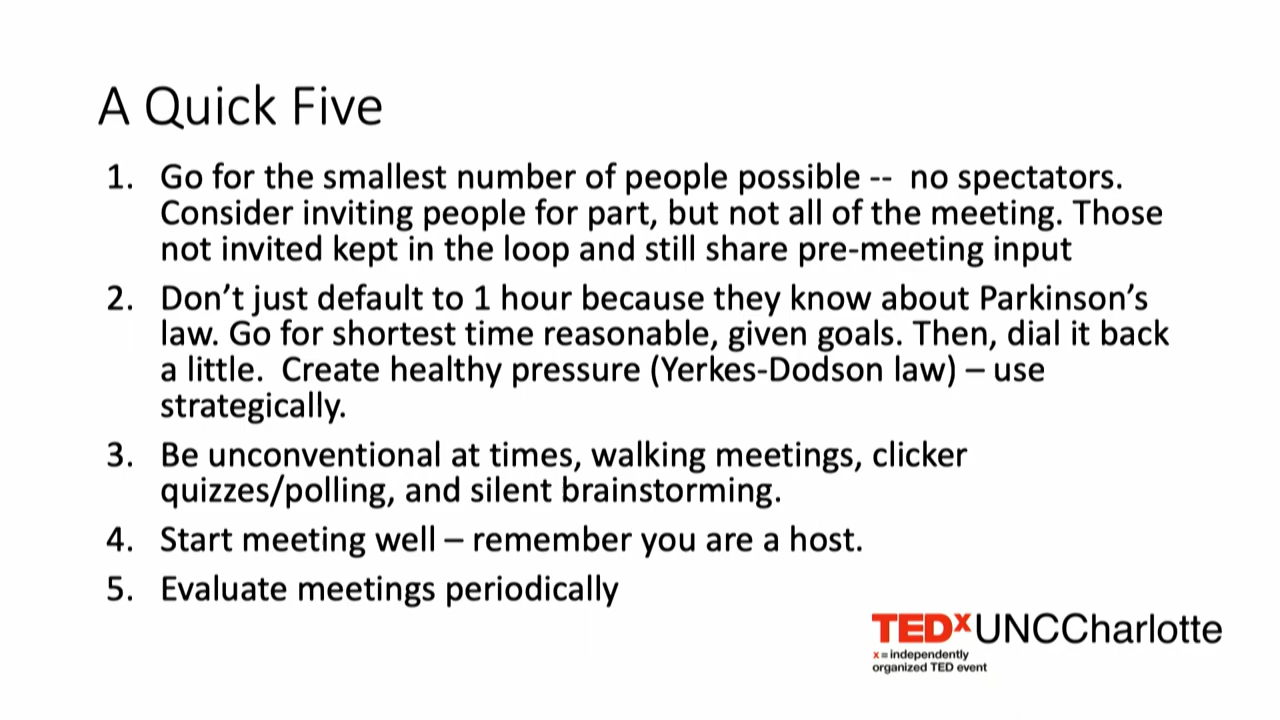 A Quick Five
1. Go for the smallest number of people possible --  no spectators.
Consider inviting people for part, but not all of the meeting. Those
not invited kept in the loop and still share pre-meeting input
2. Don’t just default to 1 hour because they know about Parkinson’s
law. Go for shortest time reasonable, given goals. Then, dial it back
a little.  Create healthy pressure (Yerkes-Dodson law) – use
strategically.
3. Be unconventional at times, walking meetings, clicker
quizzes/polling, and silent brainstorming.
4. Start meeting well – remember you are a host.
5. Evaluate meetings periodically
TEDxUNCCharlotte
x = independently
organized TED event